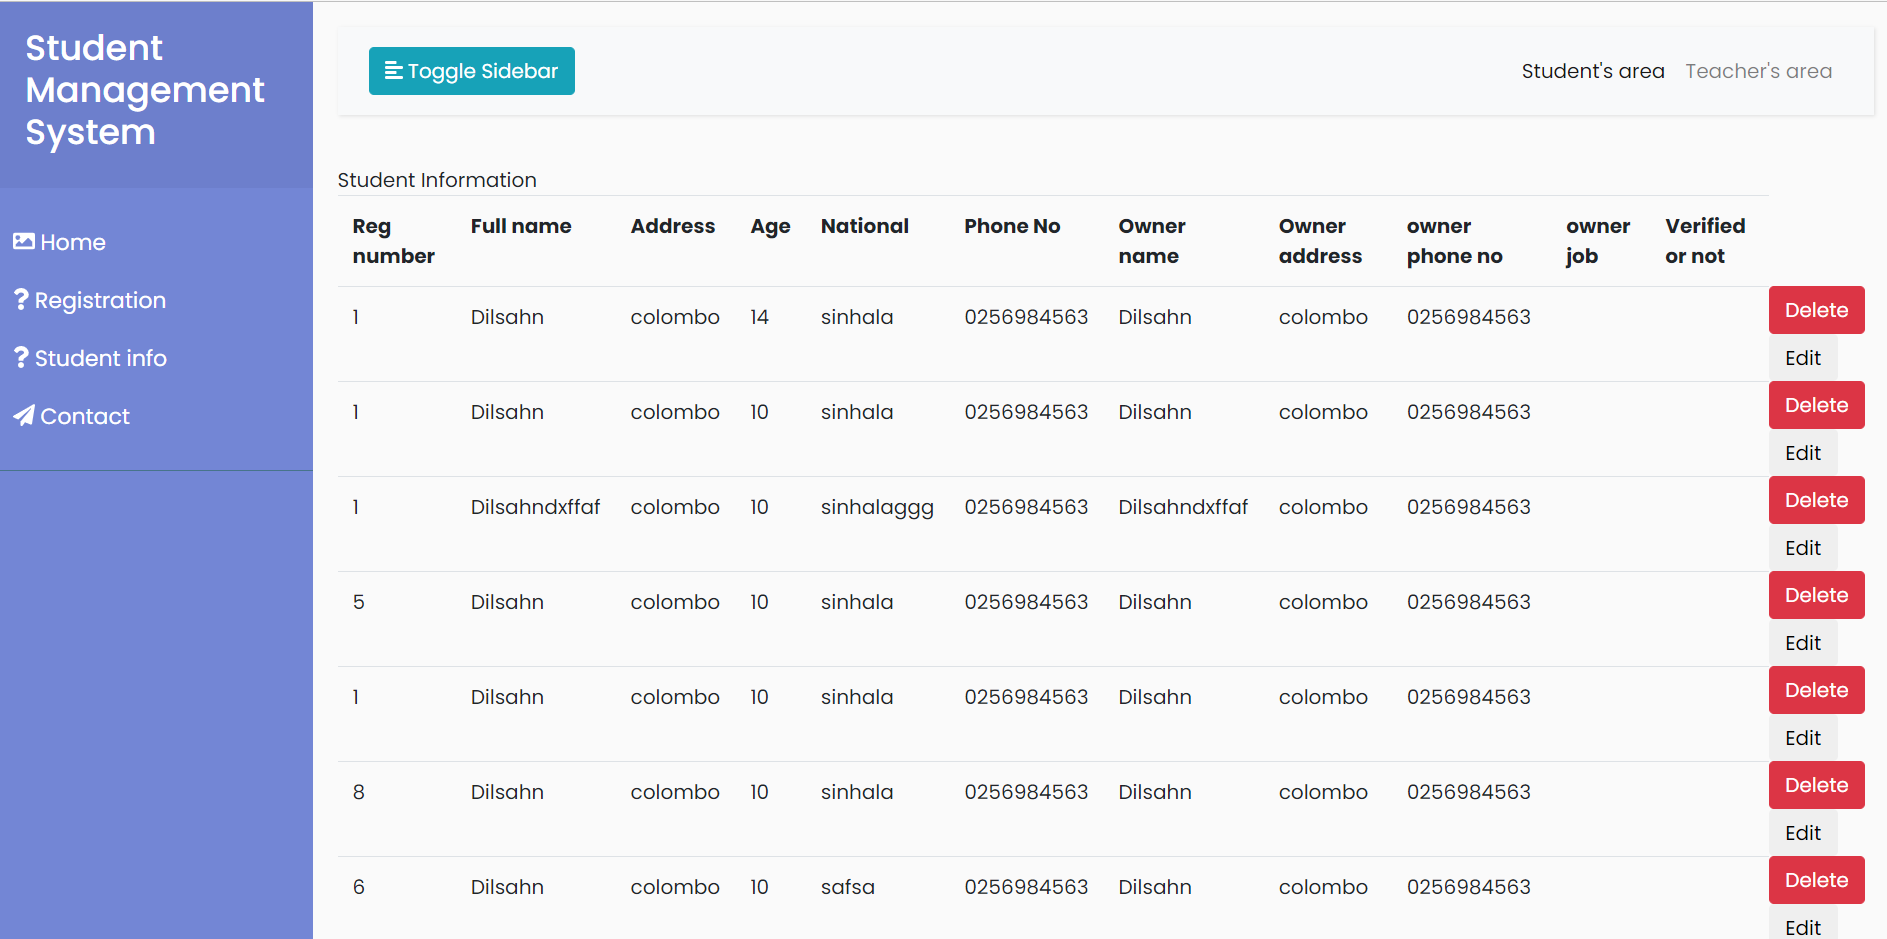 Student
Management
System
Home
Registration
Student info
Contact
Toggle Sidebar
Student's area Teacher's area
Student Information
Reg number Full name Address Age National Phone No Owner name Owner address owner phone no owner job Verified or not
1 Dilsahn colombo 14 sinhala 0256984563 Dilsahn colombo 0256984563 Delete
Edit
1 Dilsahn colombo 10 sinhala 0256984563 Dilsahn colombo 0256984563 Delete
Edit
1 Dilsahndxffaf colombo 10 sinhalaggg 0256984563 Dilsahndxffaf colombo 0256984563 Delete
Edit
5 Dilsahn colombo 10 sinhala 0256984563 Dilsahn colombo 0256984563 Delete
Edit
1 Dilsahn colombo 10 sinhala 0256984563 Dilsahn colombo 0256984563 Delete
Edit
8 Dilsahn colombo 10 sinhala 0256984563 Dilsahn colombo 0256984563 Delete
Edit
6 Dilsahn colombo 10 safsa 0256984563 Dilsahn colombo 0256984563 Delete
Edit